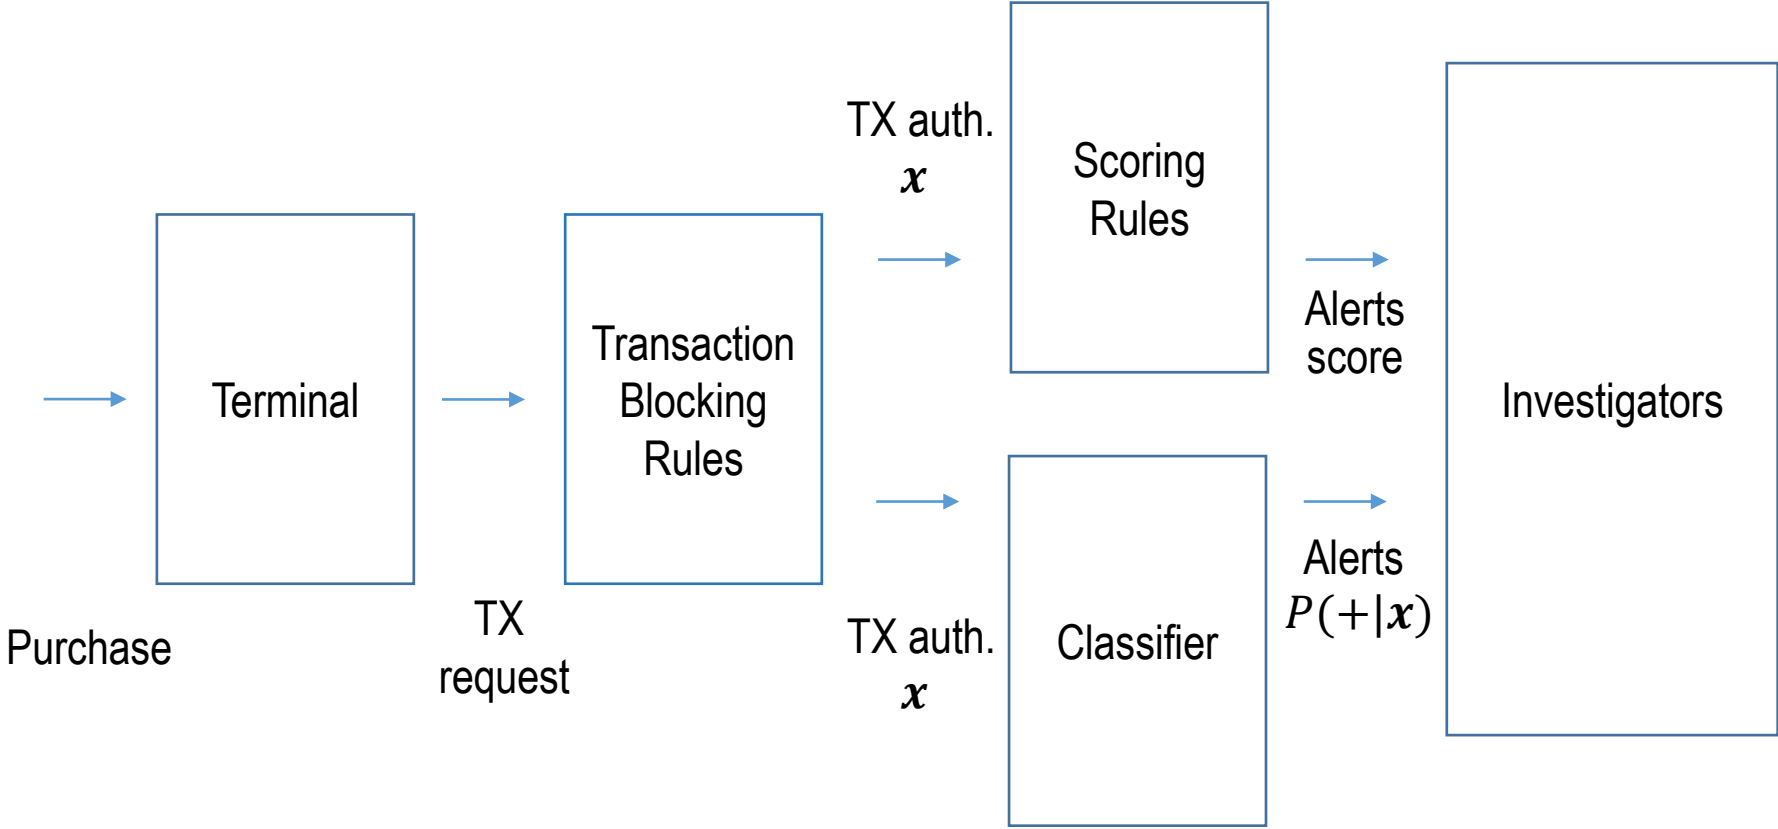 Purchase
Terminal
TX
request
Transaction
Blocking
Rules
TX auth.
x
Scoring
Rules
Alerts
score
TX auth.
x
Classifier
Alerts
P(+|x)
Investigators